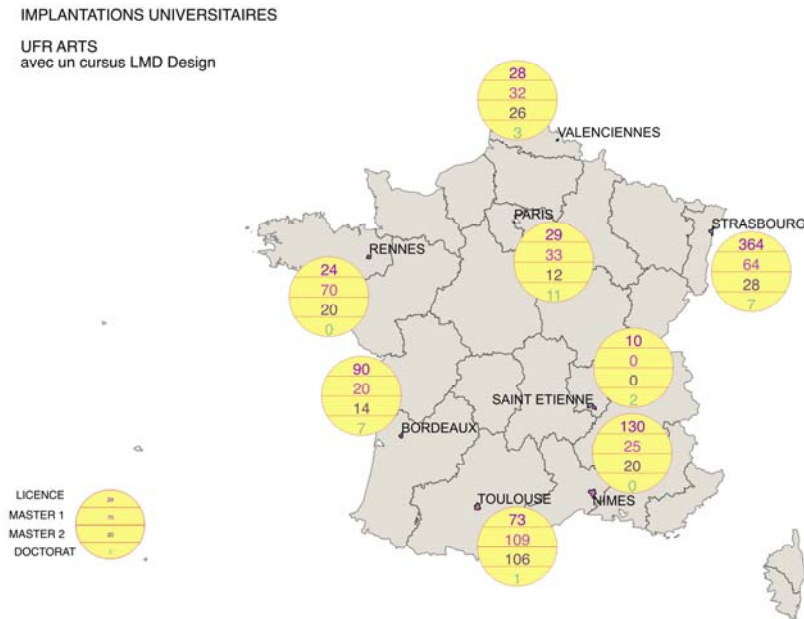 IMPLANTATIONS UNIVERSITAIRES
UFR ARTS
avec un cursus LMD Design
28
32
26
3
VALENCIENNES
PARIS
29
33
12
11
STRASBOURG
364
64
28
7
RENNES
24
70
20
0
10
0
0
2
SAINT ETIENNE
90
20
14
7
BORDEAUX
130
25
20
0
NIMES
TOULOUSE
73
109
106
1
LICENCE
MASTER 1
MASTER 2
DOCTORAT